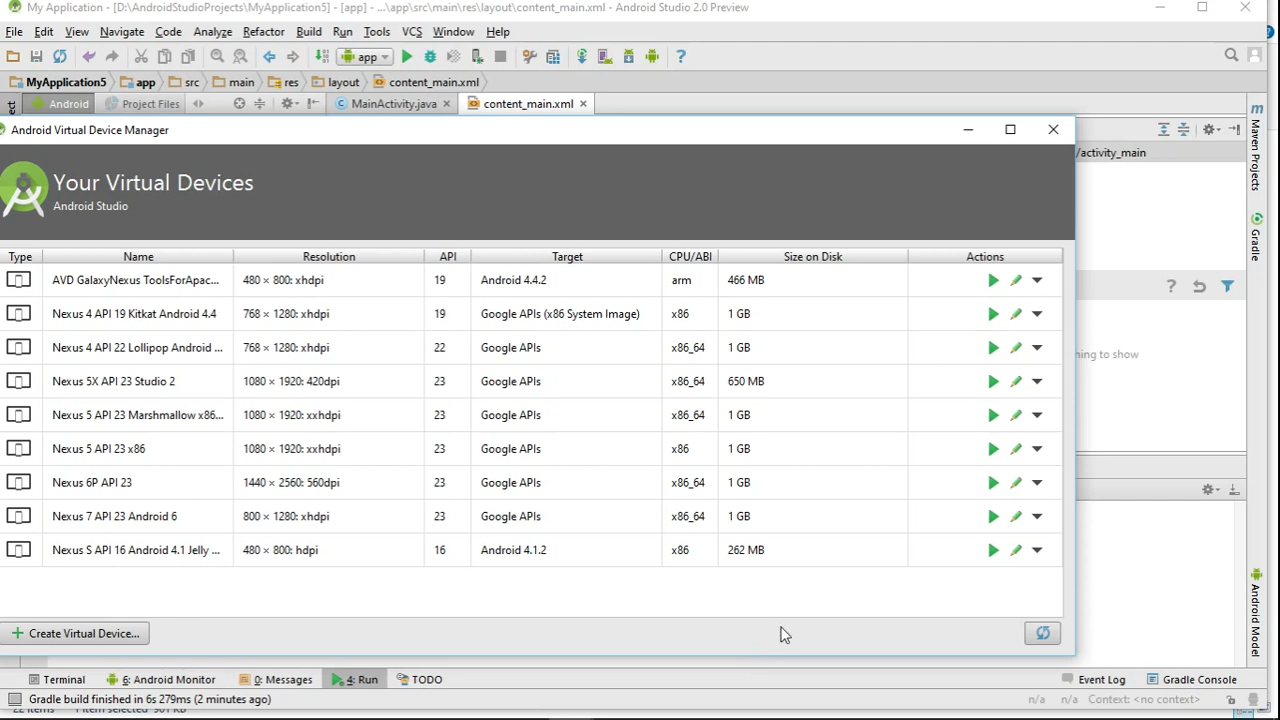 My Application - [D:\AndroidStudioProjects\MyApplication5] - [app] - ...\app\src\main\res\layout\content_main.xml - Android Studio 2.0 Preview
File Edit View Navigate Code Analyze Refactor Build Run Tools VCS Window Help
app
MyApplication5 app src main res layout content_main.xml
Android Project Files MainActivity.java content_main.xml
Android Virtual Device Manager
/activity_main
Maven Projects
Gradle
Android Model
Your Virtual Devices
Android Studio
Type Name Resolution API Target CPU/ABI Size on Disk Actions
AVD GalaxyNexus ToolsForApac... 480 × 800: xhdpi 19 Android 4.4.2 arm 466 MB
Nexus 4 API 19 Kitkat Android 4.4 768 × 1280: xhdpi 19 Google APIs (x86 System Image) x86 1 GB
Nexus 4 API 22 Lollipop Android ... 768 × 1280: xhdpi 22 Google APIs x86_64 1 GB
hing to show
Nexus 5X API 23 Studio 2 1080 × 1920: 420dpi 23 Google APIs x86_64 650 MB
Nexus 5 API 23 Marshmallow x86... 1080 × 1920: xxhdpi 23 Google APIs x86_64 1 GB
Nexus 5 API 23 x86 1080 × 1920: xxhdpi 23 Google APIs x86 1 GB
Nexus 6P API 23 1440 × 2560: 560dpi 23 Google APIs x86_64 1 GB
Nexus 7 API 23 Android 6 800 × 1280: xhdpi 23 Google APIs x86_64 1 GB
Nexus S API 16 Android 4.1 Jelly ... 480 × 800: hdpi 16 Android 4.1.2 x86 262 MB
+ Create Virtual Device...
Terminal 6: Android Monitor 0: Messages 4: Run TODO Event Log Gradle Console
Gradle build finished in 6s 279ms (2 minutes ago) n/a n/a Context: <no context>
22 items 1 item selected 901 KB